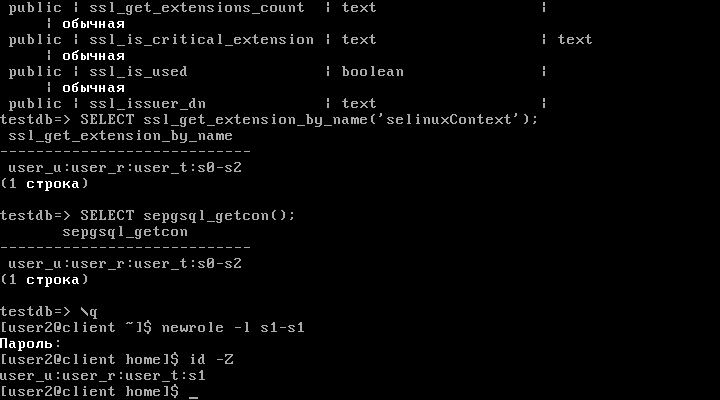 public | ssl_get_extensions_count | text |
| обычная
public | ssl_is_critical_extension | text | text
| обычная
public | ssl_is_used | boolean |
| обычная
public | ssl_issuer_dn | text |
testdb=> SELECT ssl_get_extension_by_name('selinuxContext');
ssl_get_extension_by_name
----------------------------
user_u:user_r:user_t:s0-s2
(1 строка)
testdb=> SELECT sepgsql_getcon();
sepgsql_getcon
----------------------------
user_u:user_r:user_t:s0-s2
(1 строка)
testdb=> \q
[user2@client ~]$ newrole -l s1-s1
Пароль:
[user2@client home]$ id -Z
user_u:user_r:user_t:s1
[user2@client home]$ _